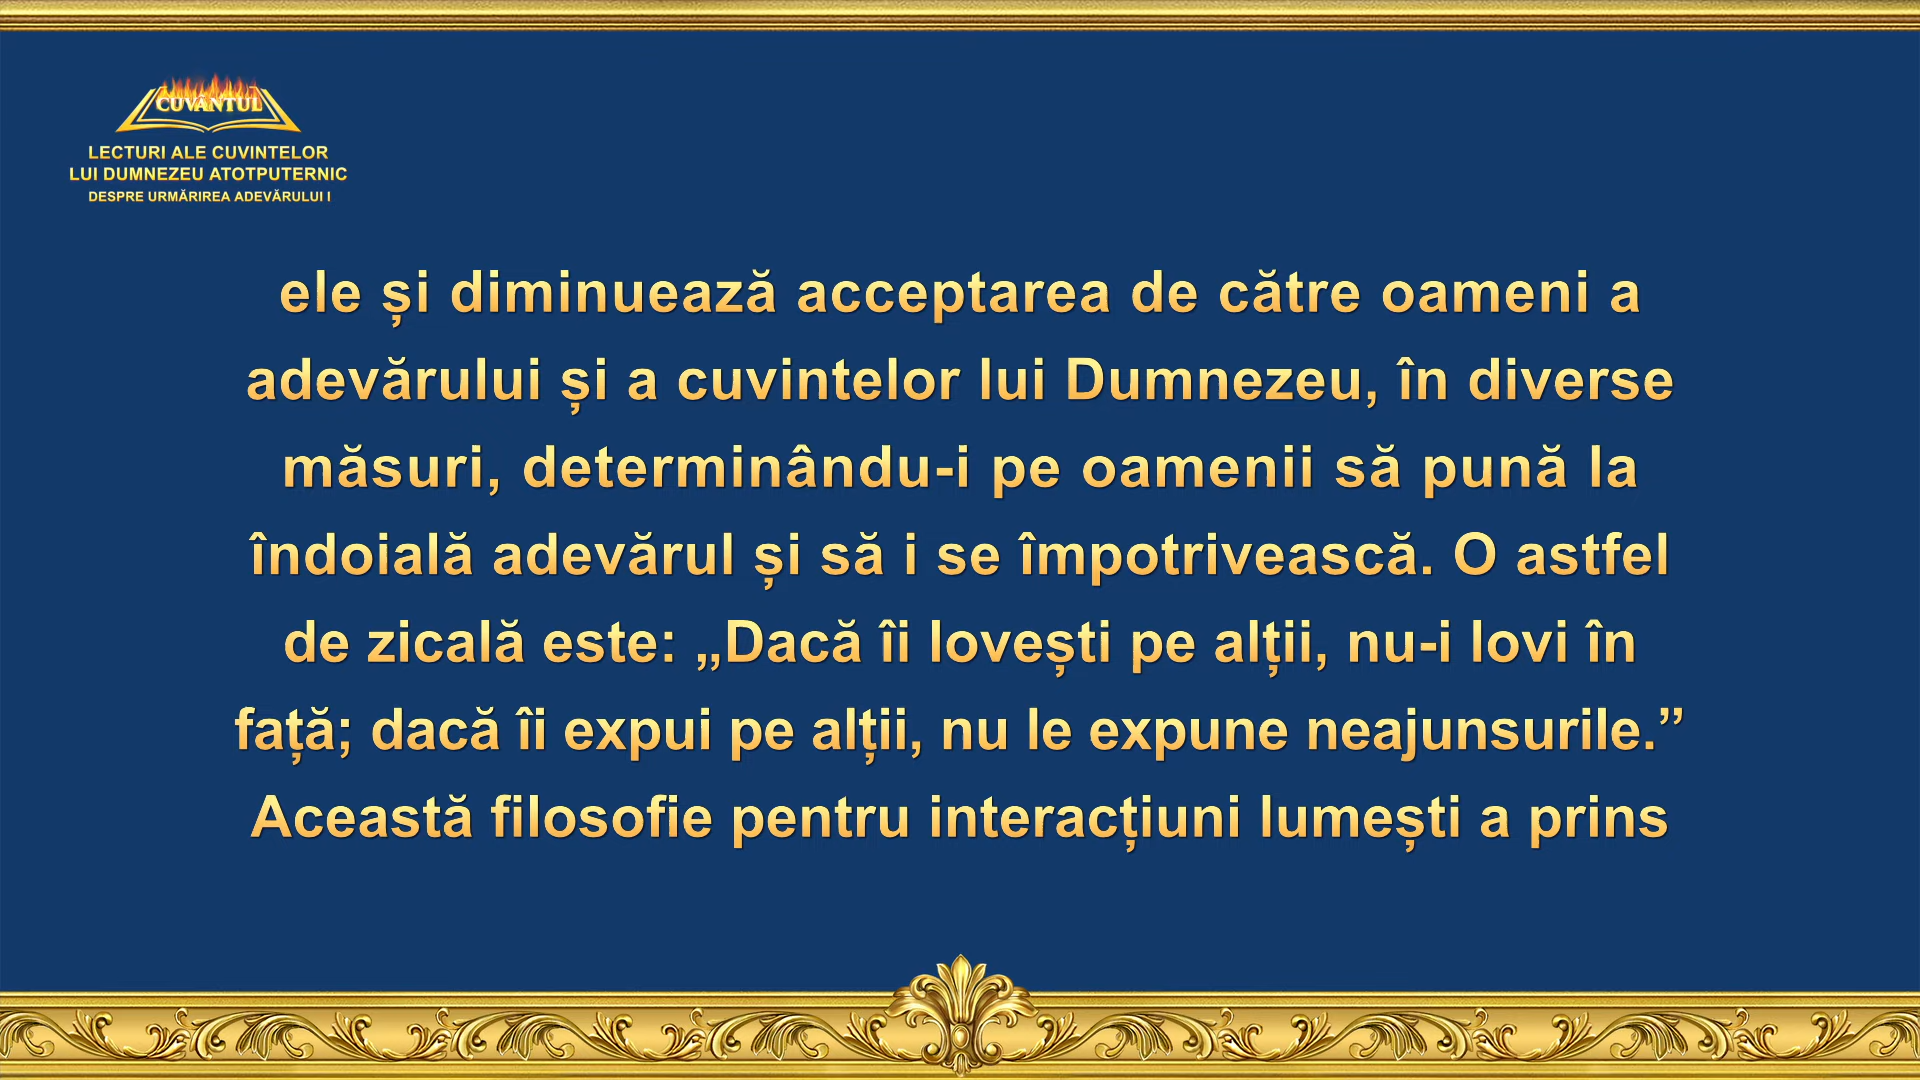 CUVÂNTUL
LECTURI ALE CUVINTELOR
LUI DUMNEZEU ATOTPUTERNIC
DESPRE URMĂRIREA ADEVĂRULUI I
ele și diminuează acceptarea de către oameni a
adevărului și a cuvintelor lui Dumnezeu, în diverse
măsuri, determinându-i pe oamenii să pună la
îndoială adevărul și să i se împotrivească. O astfel
de zicală este: „Dacă îi lovești pe alții, nu-i lovi în
față; dacă îi expui pe alții, nu le expune neajunsurile.”
Această filosofie pentru interacțiuni lumești a prins